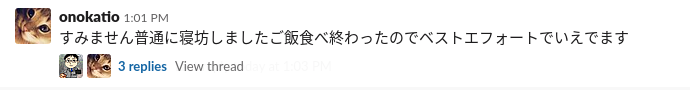 onokatio 1:01 PM
すみません普通に寝坊しましたご飯食べ終わったのでベストエフォートでいえでます
3 replies View thread